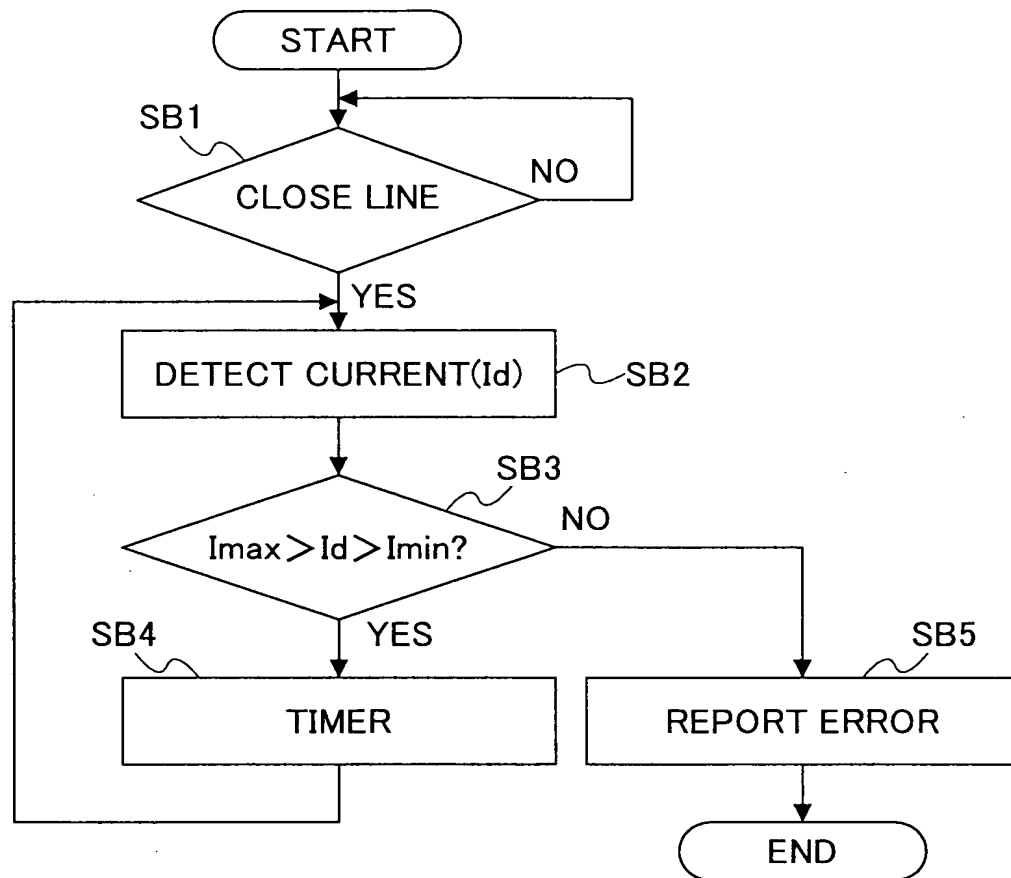 START
SB1
CLOSE LINE
NO
YES
DETECT CURRENT(Id)
SB2
SB3
Imax＞Id＞Imin?
NO
YES
SB4
TIMER
SB5
REPORT ERROR
END